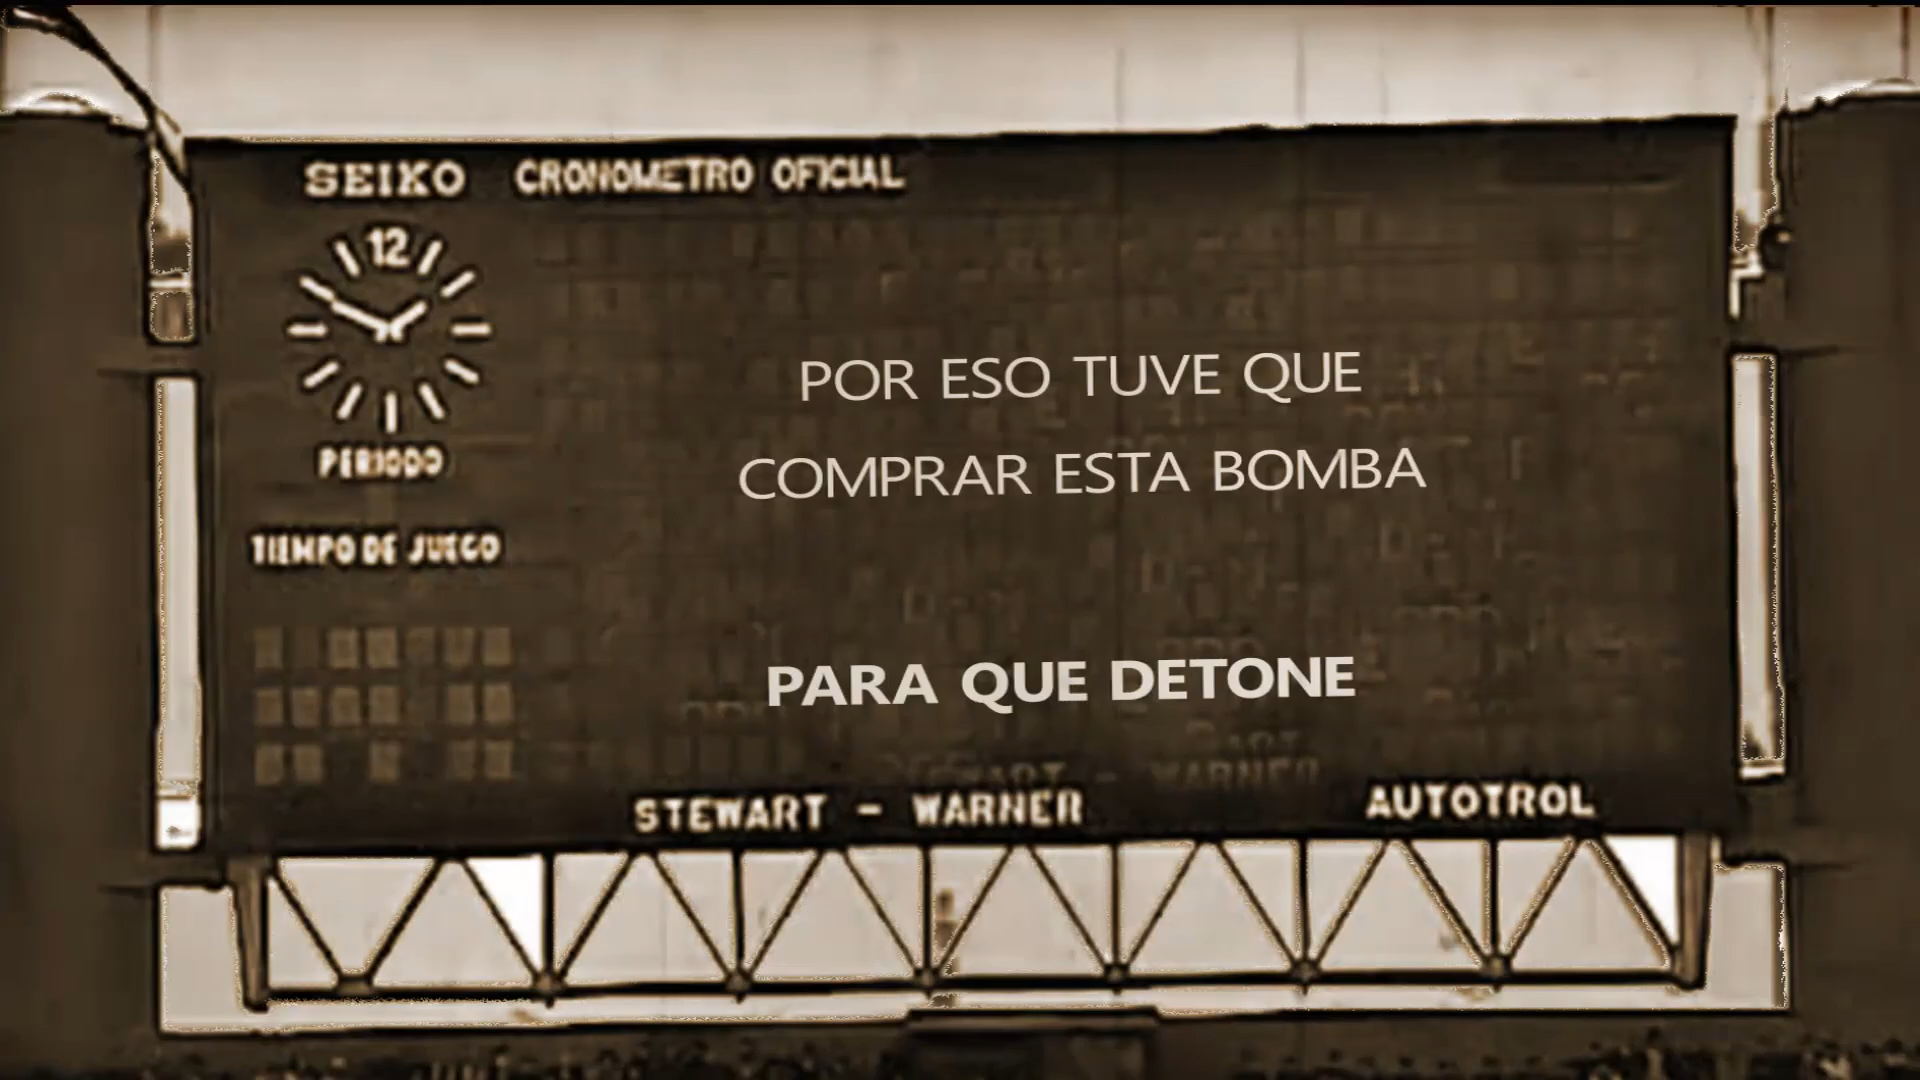 SEIKO CRONOMETRO OFICIAL
12
PERIODO
TIEMPO DE JUEGO
POR ESO TUVE QUE
COMPRAR ESTA BOMBA
PARA QUE DETONE
STEWART - WARNER
AUTOTROL